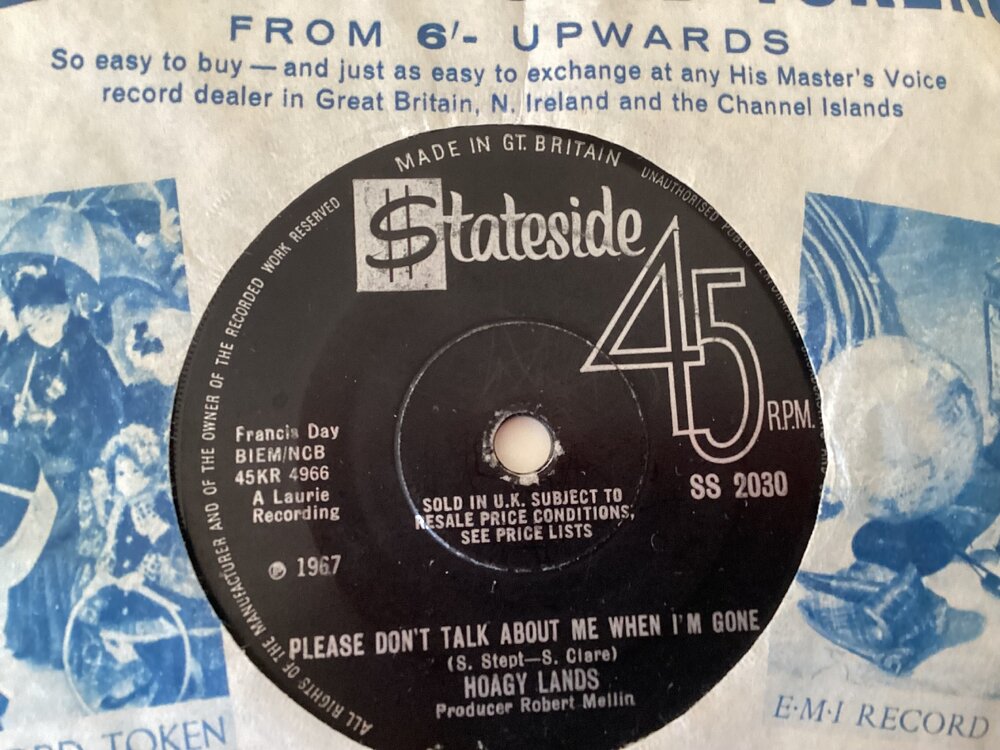 FROM 6/- UPWARDS
So easy to buy — and just as easy to exchange at any His Master's Voice
record dealer in Great Britain, N. Ireland and the Channel Islands
MADE IN GT. BRITAIN
UNAUTHORISED PUBLIC PERFORMANCE
ALL RIGHTS OF THE MANUFACTURER AND OF THE OWNER OF THE RECORDED WORK RESERVED
$tateside
45
R.P.M.
SS 2030
Francis Day
BIEM/NCB
45KR 4966
A Laurie
Recording
℗ 1967
SOLD IN U.K. SUBJECT TO
RESALE PRICE CONDITIONS,
SEE PRICE LISTS
PLEASE DON'T TALK ABOUT ME WHEN I'M GONE
(S. Stept—S. Clare)
HOAGY LANDS
Producer Robert Mellin
TOKEN
E·M·I RECORD